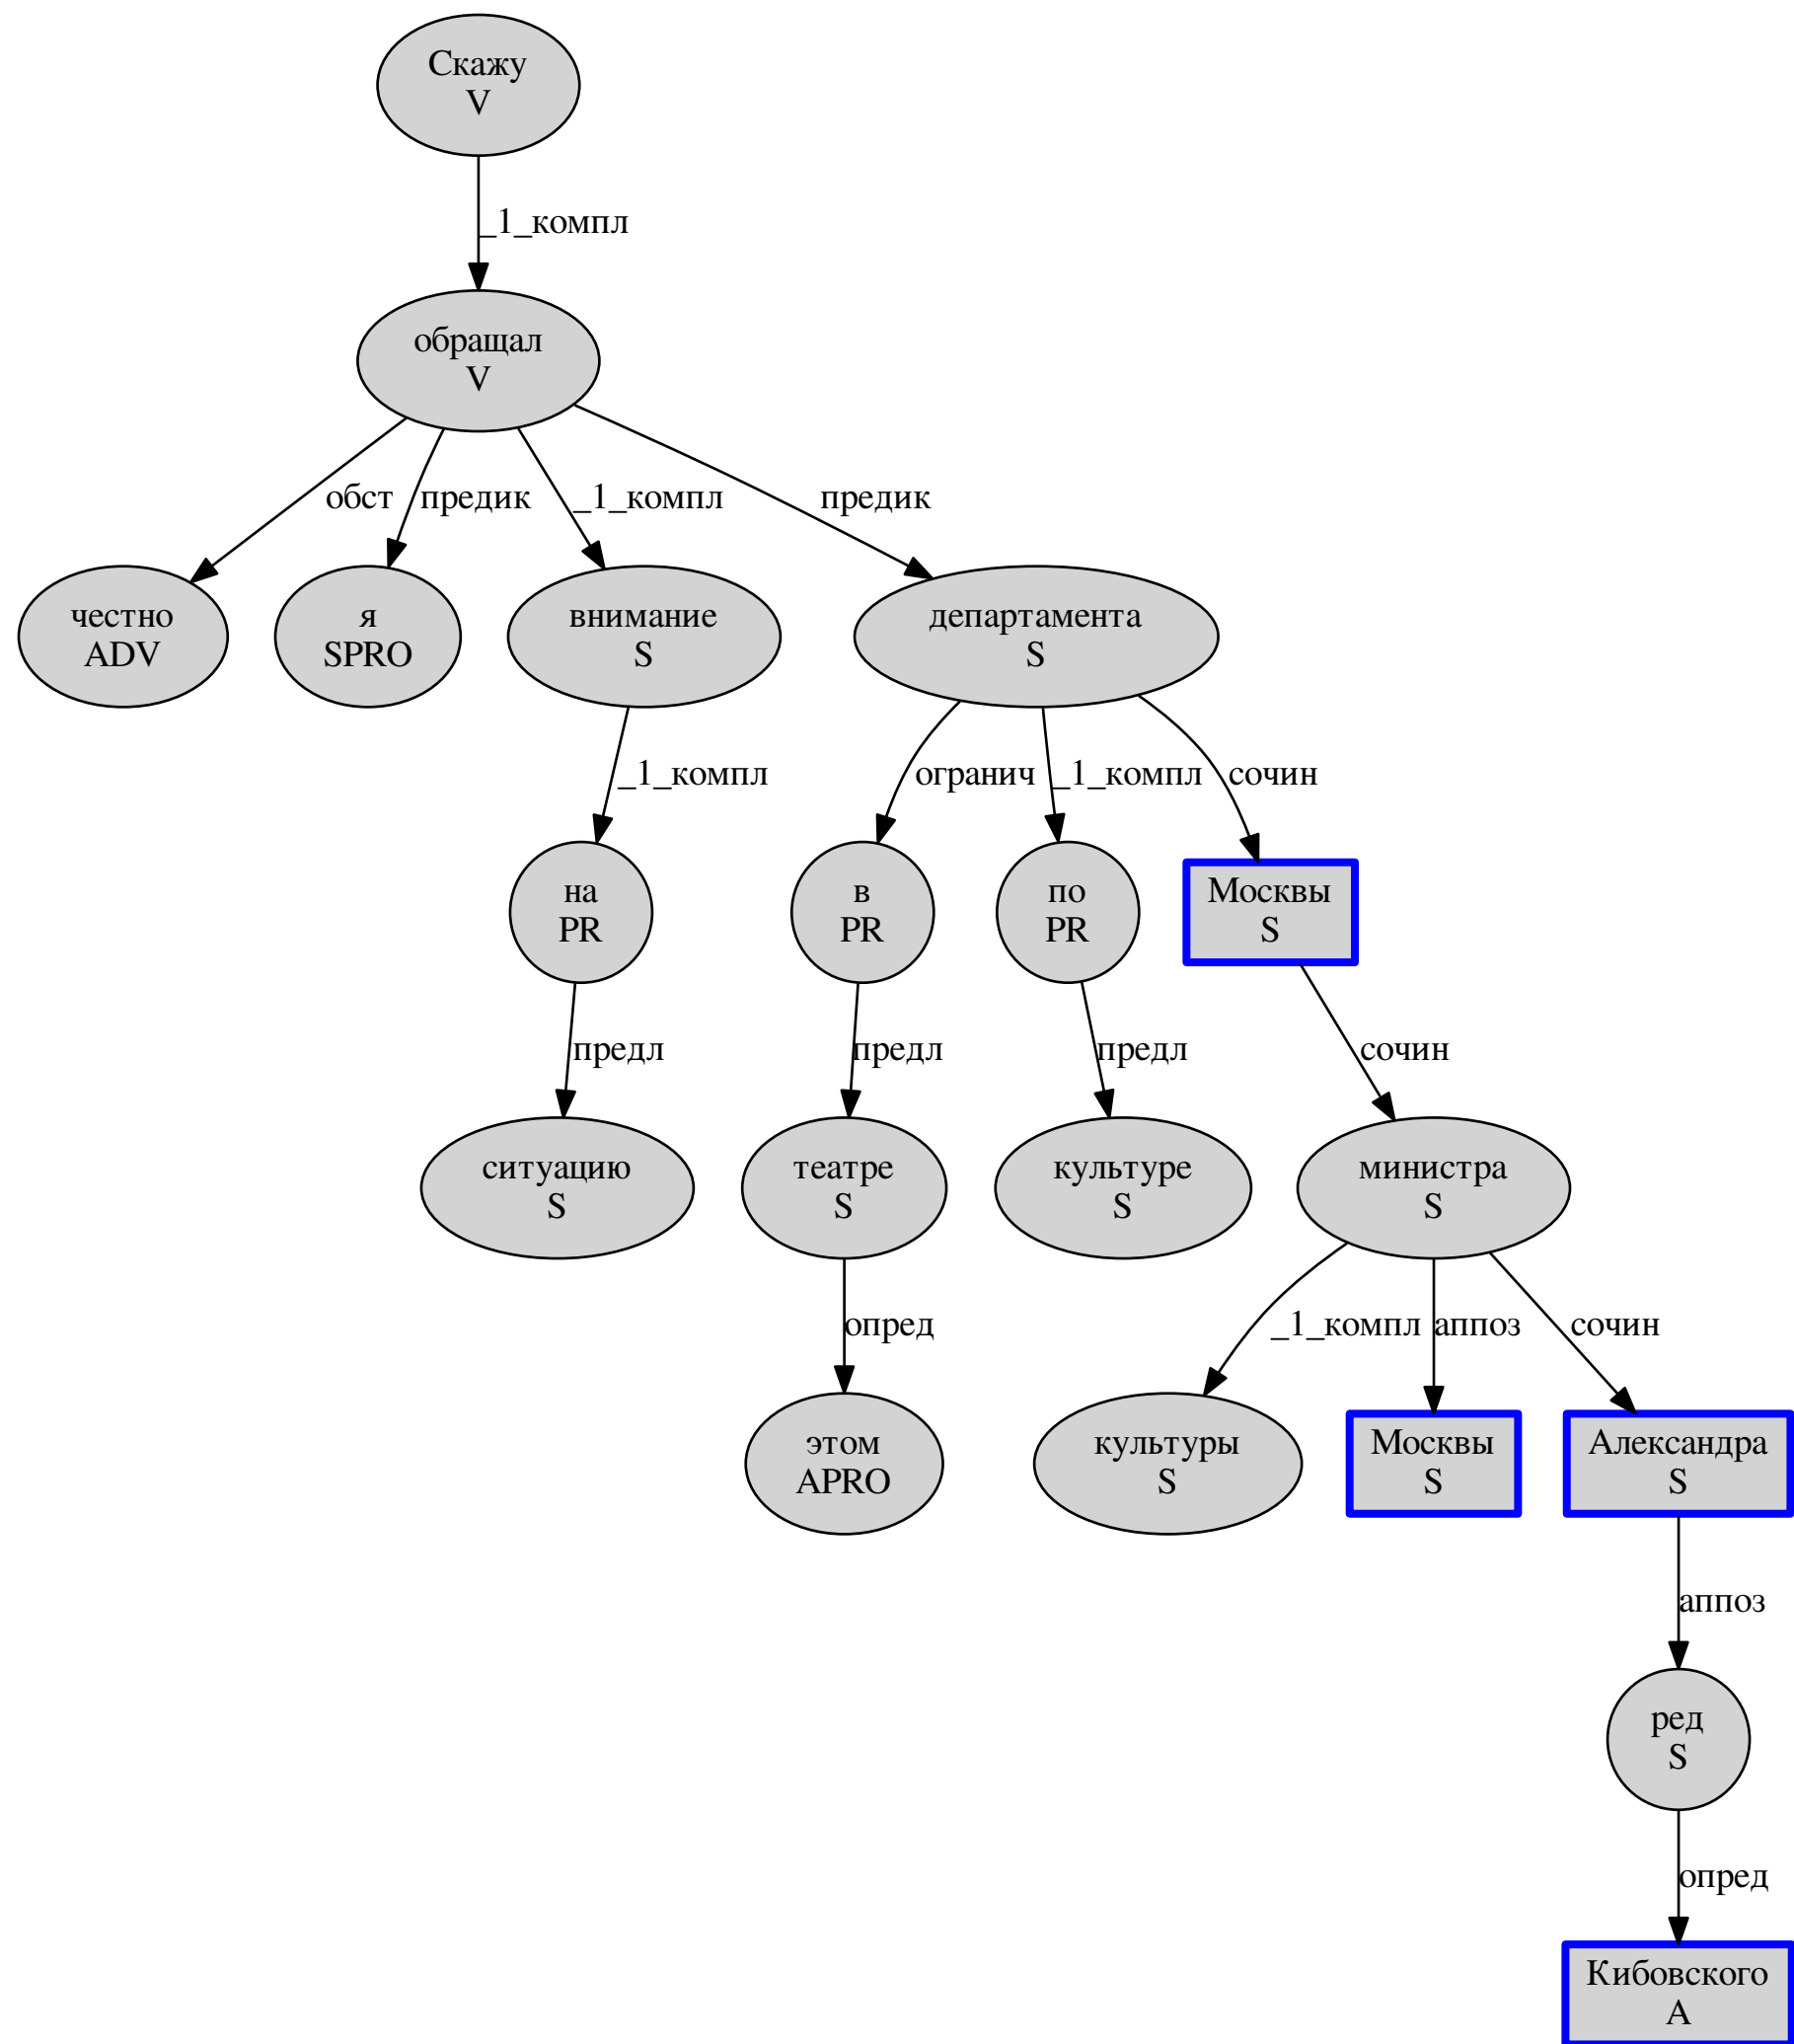 Скажу
V
_1_компл
обращал
V
обст
предик
_1_компл
предик
честно
ADV
я
SPRO
внимание
S
департамента
S
_1_компл
огранич
_1_компл
сочин
на
PR
в
PR
по
PR
Москвы
S
предл
предл
предл
сочин
ситуацию
S
театре
S
культуре
S
министра
S
опред
_1_компл
аппоз
сочин
этом
APRO
культуры
S
Москвы
S
Александра
S
аппоз
ред
S
опред
Кибовского
A